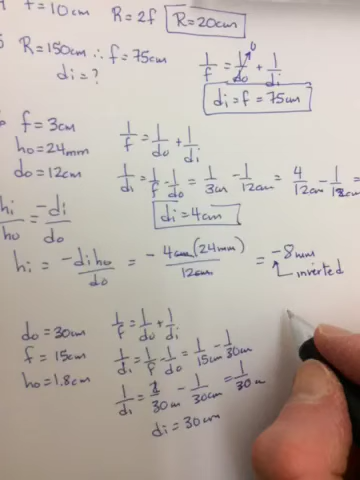 f = 10cm R = 2f R = 20cm
R = 150cm ∴ f = 75cm 1/f = 1/do + 1/di
di = ?
di = f = 75cm
f = 3cm 1/f = 1/do + 1/di
ho = 24mm
do = 12cm 1/di = 1/f - 1/do = 1/3cm - 1/12cm = 4/12cm - 1/12cm =
hi/ho = -di/do di = 4cm
hi = -di ho/do = -4cm(24mm)/12cm = -8mm
inverted
do = 30cm 1/f = 1/do + 1/di
f = 15cm 1/di = 1/f - 1/do = 1/15cm - 1/30cm
ho = 1.8cm
1/di = 2/30cm - 1/30cm = 1/30cm
di = 30cm